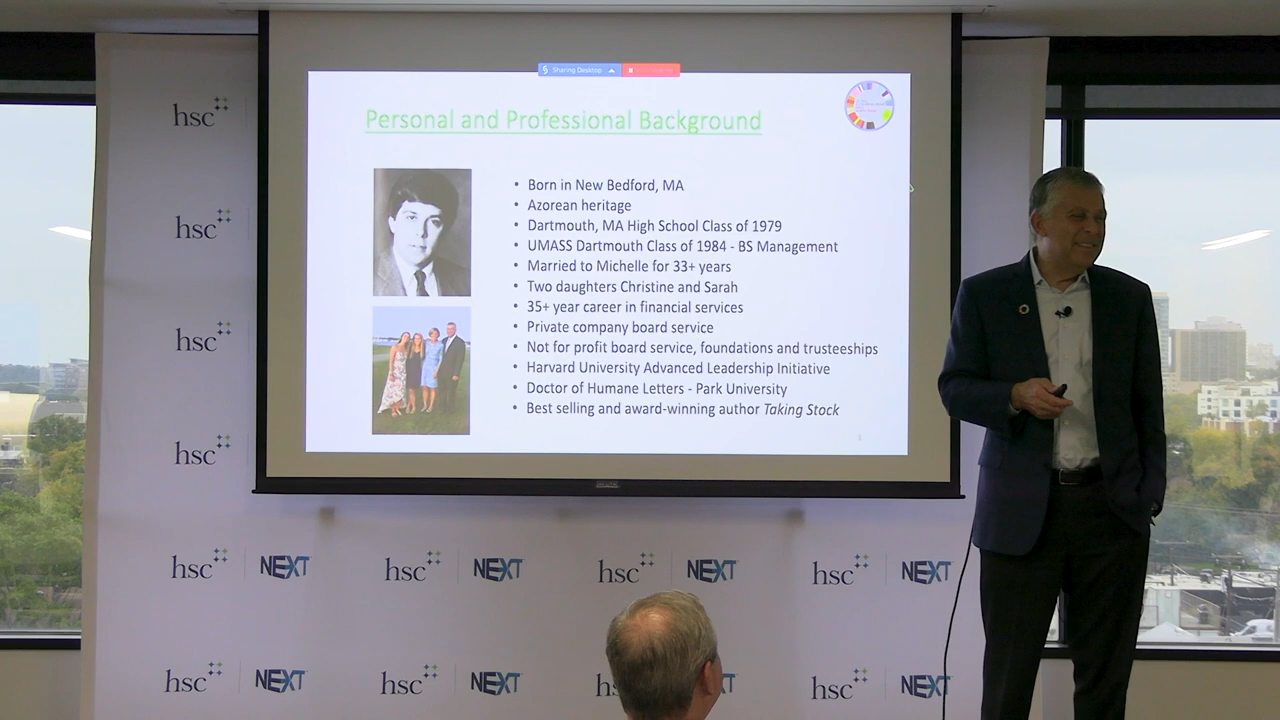 Sharing Desktop
Personal and Professional Background
• Born in New Bedford, MA
• Azorean heritage
• Dartmouth, MA High School Class of 1979
• UMASS Dartmouth Class of 1984 - BS Management
• Married to Michelle for 33+ years
• Two daughters Christine and Sarah
• 35+ year career in financial services
• Private company board service
• Not for profit board service, foundations and trusteeships
• Harvard University Advanced Leadership Initiative
• Doctor of Humane Letters - Park University
• Best selling and award-winning author Taking Stock
1
hsc
hsc
hsc
hsc
hsc NEXT hsc NEXT hsc NEXT hsc NEXT
hsc NEXT hsc NEXT hs hsc NEXT